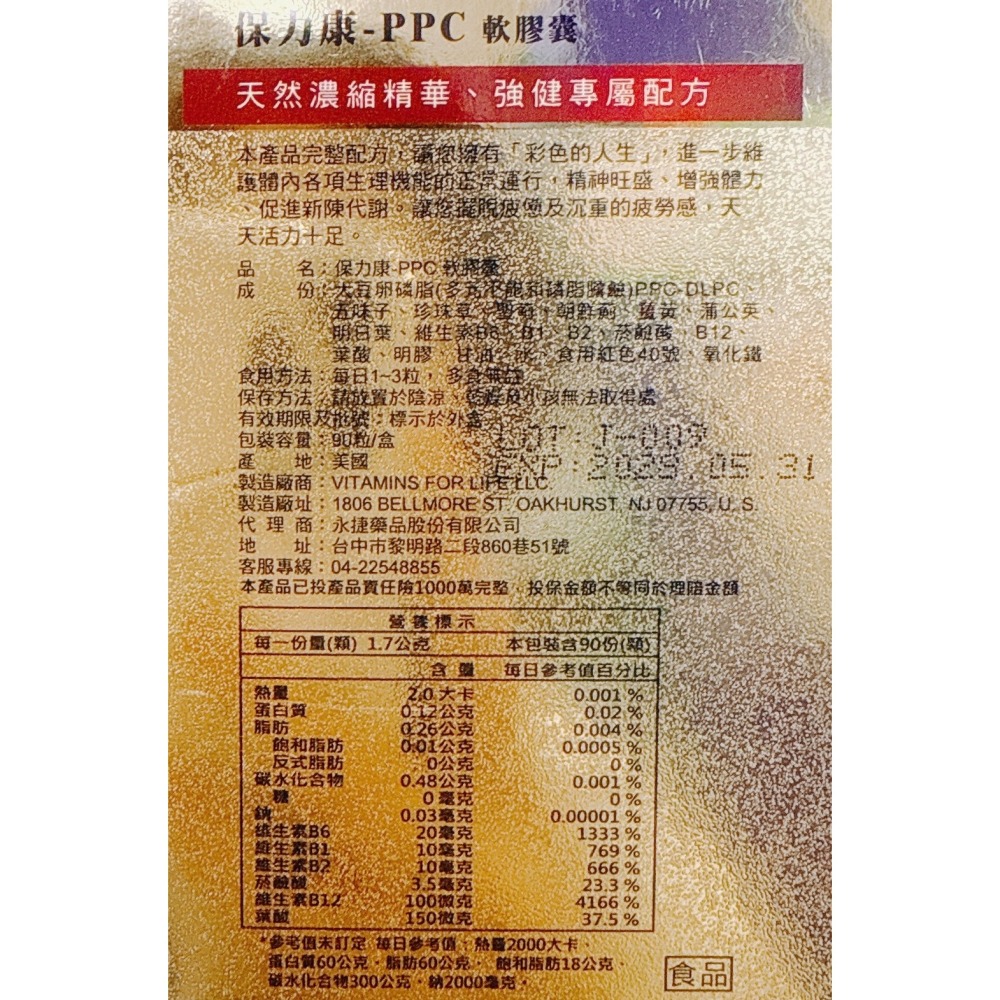 保力康-PPC 軟膠囊
天然濃縮精華、強健專屬配方
本產品完整配方，讓您擁有「彩色的人生」，進一步維
護體內各項生理機能的正常運行，精神旺盛、增強體力
、促進新陳代謝。讓您擺脫疲憊及沉重的疲勞感，天
天活力十足。
品　　名：保力康-PPC 軟膠囊
成　　份：大豆卵磷脂(多元不飽和磷脂膽鹼)PPC-DLPC、
五味子、珍珠草、朝鮮薊、薑黃、蒲公英、
明日葉、維生素B6、B1、B2、菸鹼酸、B12、
葉酸、明膠、甘油、水、食用紅色40號、氧化鐵
食用方法：每日1~3粒，多食無益
保存方法：請放置於陰涼、乾燥及小孩無法取得處
有效期限及批號：標示於外盒
包裝容量：90粒/盒
LOT:J-009
產　　地：美國
EXP:2025.05.31
製造廠商：VITAMINS FOR LIFE LLC.
製造廠址：1806 BELLMORE ST. OAKHURST, NJ 07755, U. S.
代 理 商：永捷藥品股份有限公司
地　　址：台中市黎明路二段860巷51號
客服專線：04-22548855
本產品已投產品責任險1000萬完整，投保金額不等同於理賠金額
營養標示
每一份量(顆) 1.7公克 本包裝含90份(顆)
含 量 每日參考值百分比
熱量 2.0 大卡 0.001 %
蛋白質 0.12公克 0.02 %
脂肪 0.26公克 0.004 %
飽和脂肪 0.01公克 0.0005 %
反式脂肪 0公克 0 %
碳水化合物 0.48公克 0.001 %
糖 0 毫克 0 %
鈉 0.03毫克 0.00001 %
維生素B6 20毫克 1333 %
維生素B1 10毫克 769 %
維生素B2 10毫克 666 %
菸鹼酸 3.5毫克 23.3 %
維生素B12 100微克 4166 %
葉酸 150微克 37.5 %
*參考值未訂定 每日參考值：熱量2000大卡、
蛋白質60公克、脂肪60公克、飽和脂肪18公克、
碳水化合物300公克、鈉2000毫克。
食品